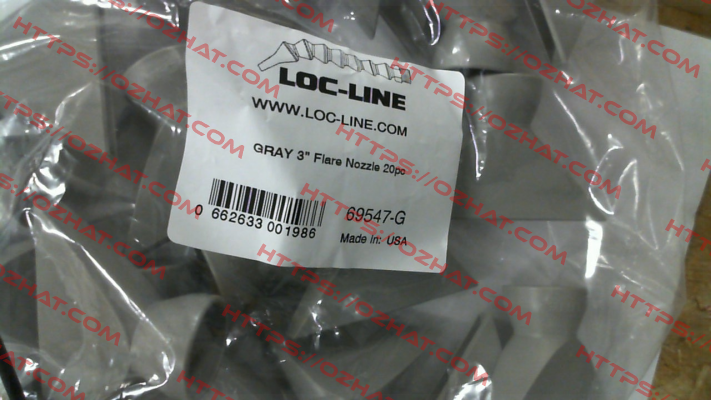 LOC-LINE
WWW.LOC-LINE.COM
GRAY 3" Flare Nozzle 20pc
0 662633 001986
69547-G
Made In: USA
HTTPS://OZHAT.COM